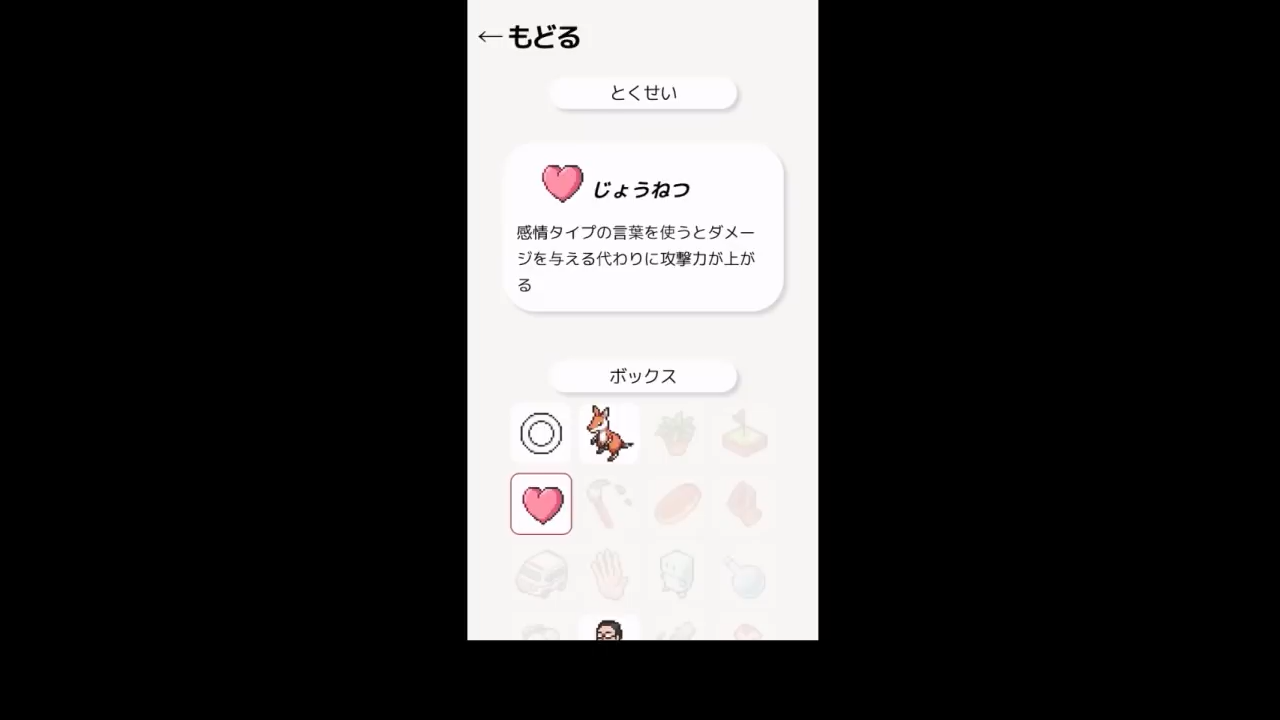 ←もどる
とくせい
じょうねつ
感情タイプの言葉を使うとダメー
ジを与える代わりに攻撃力が上が
る
ボックス